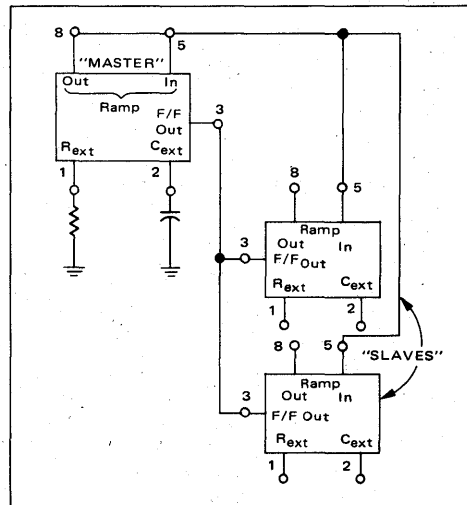 8
5
"MASTER"
Out
In
Ramp
F/F
Out
3
Rext
Cext
1
2
8
5
3
Ramp
Out
In
F/F Out
Rext
Cext
1
2
8
5
"SLAVES"
3
Ramp
Out
In
F/F Out
Rext
Cext
1
2